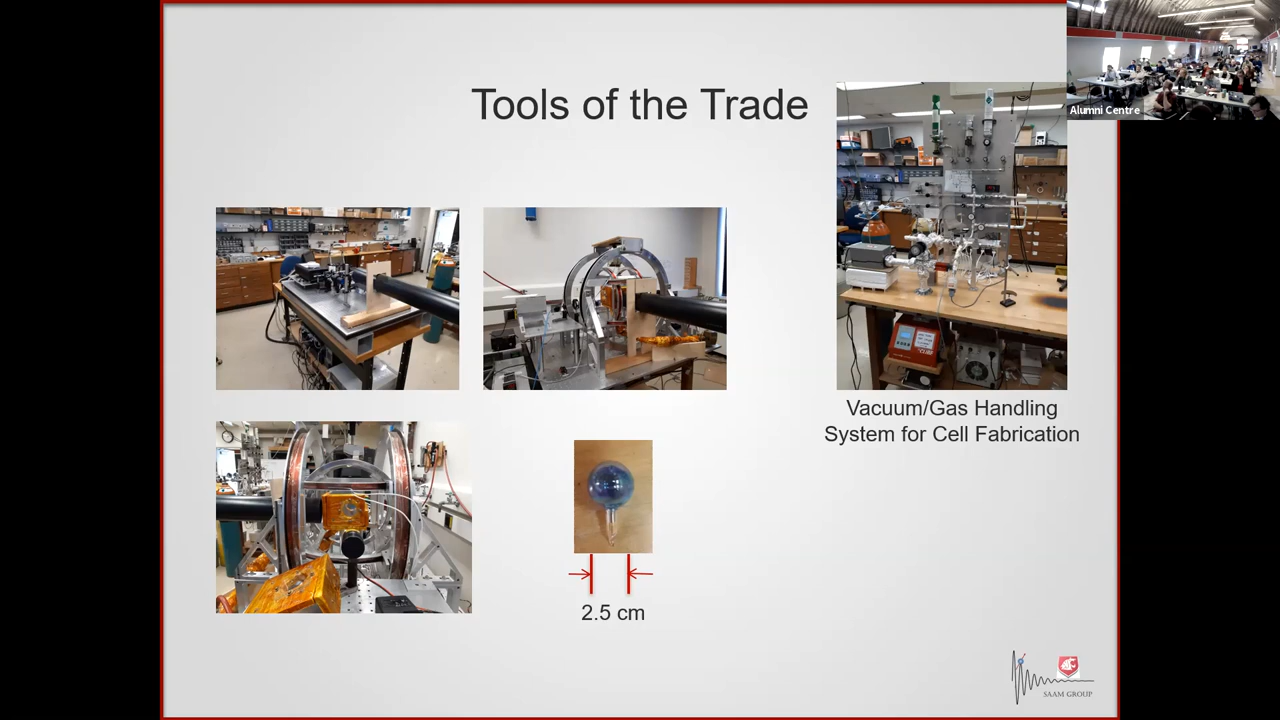 Tools of the Trade
Alumni Centre
Vacuum/Gas Handling
System for Cell Fabrication
2.5 cm
SAAM GROUP